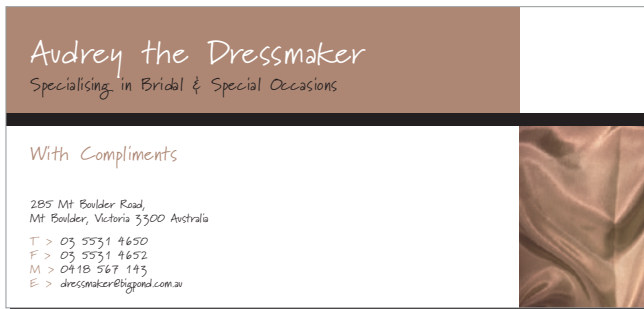 Audrey the Dressmaker
Specialising in Bridal & Special Occasions
With Compliments
285 Mt Boulder Road,
Mt Boulder, Victoria 3300 Australia
T > 03 5531 4650
F > 03 5531 4652
M > 0418 567 143
E > dressmaker@bigpond.com.au